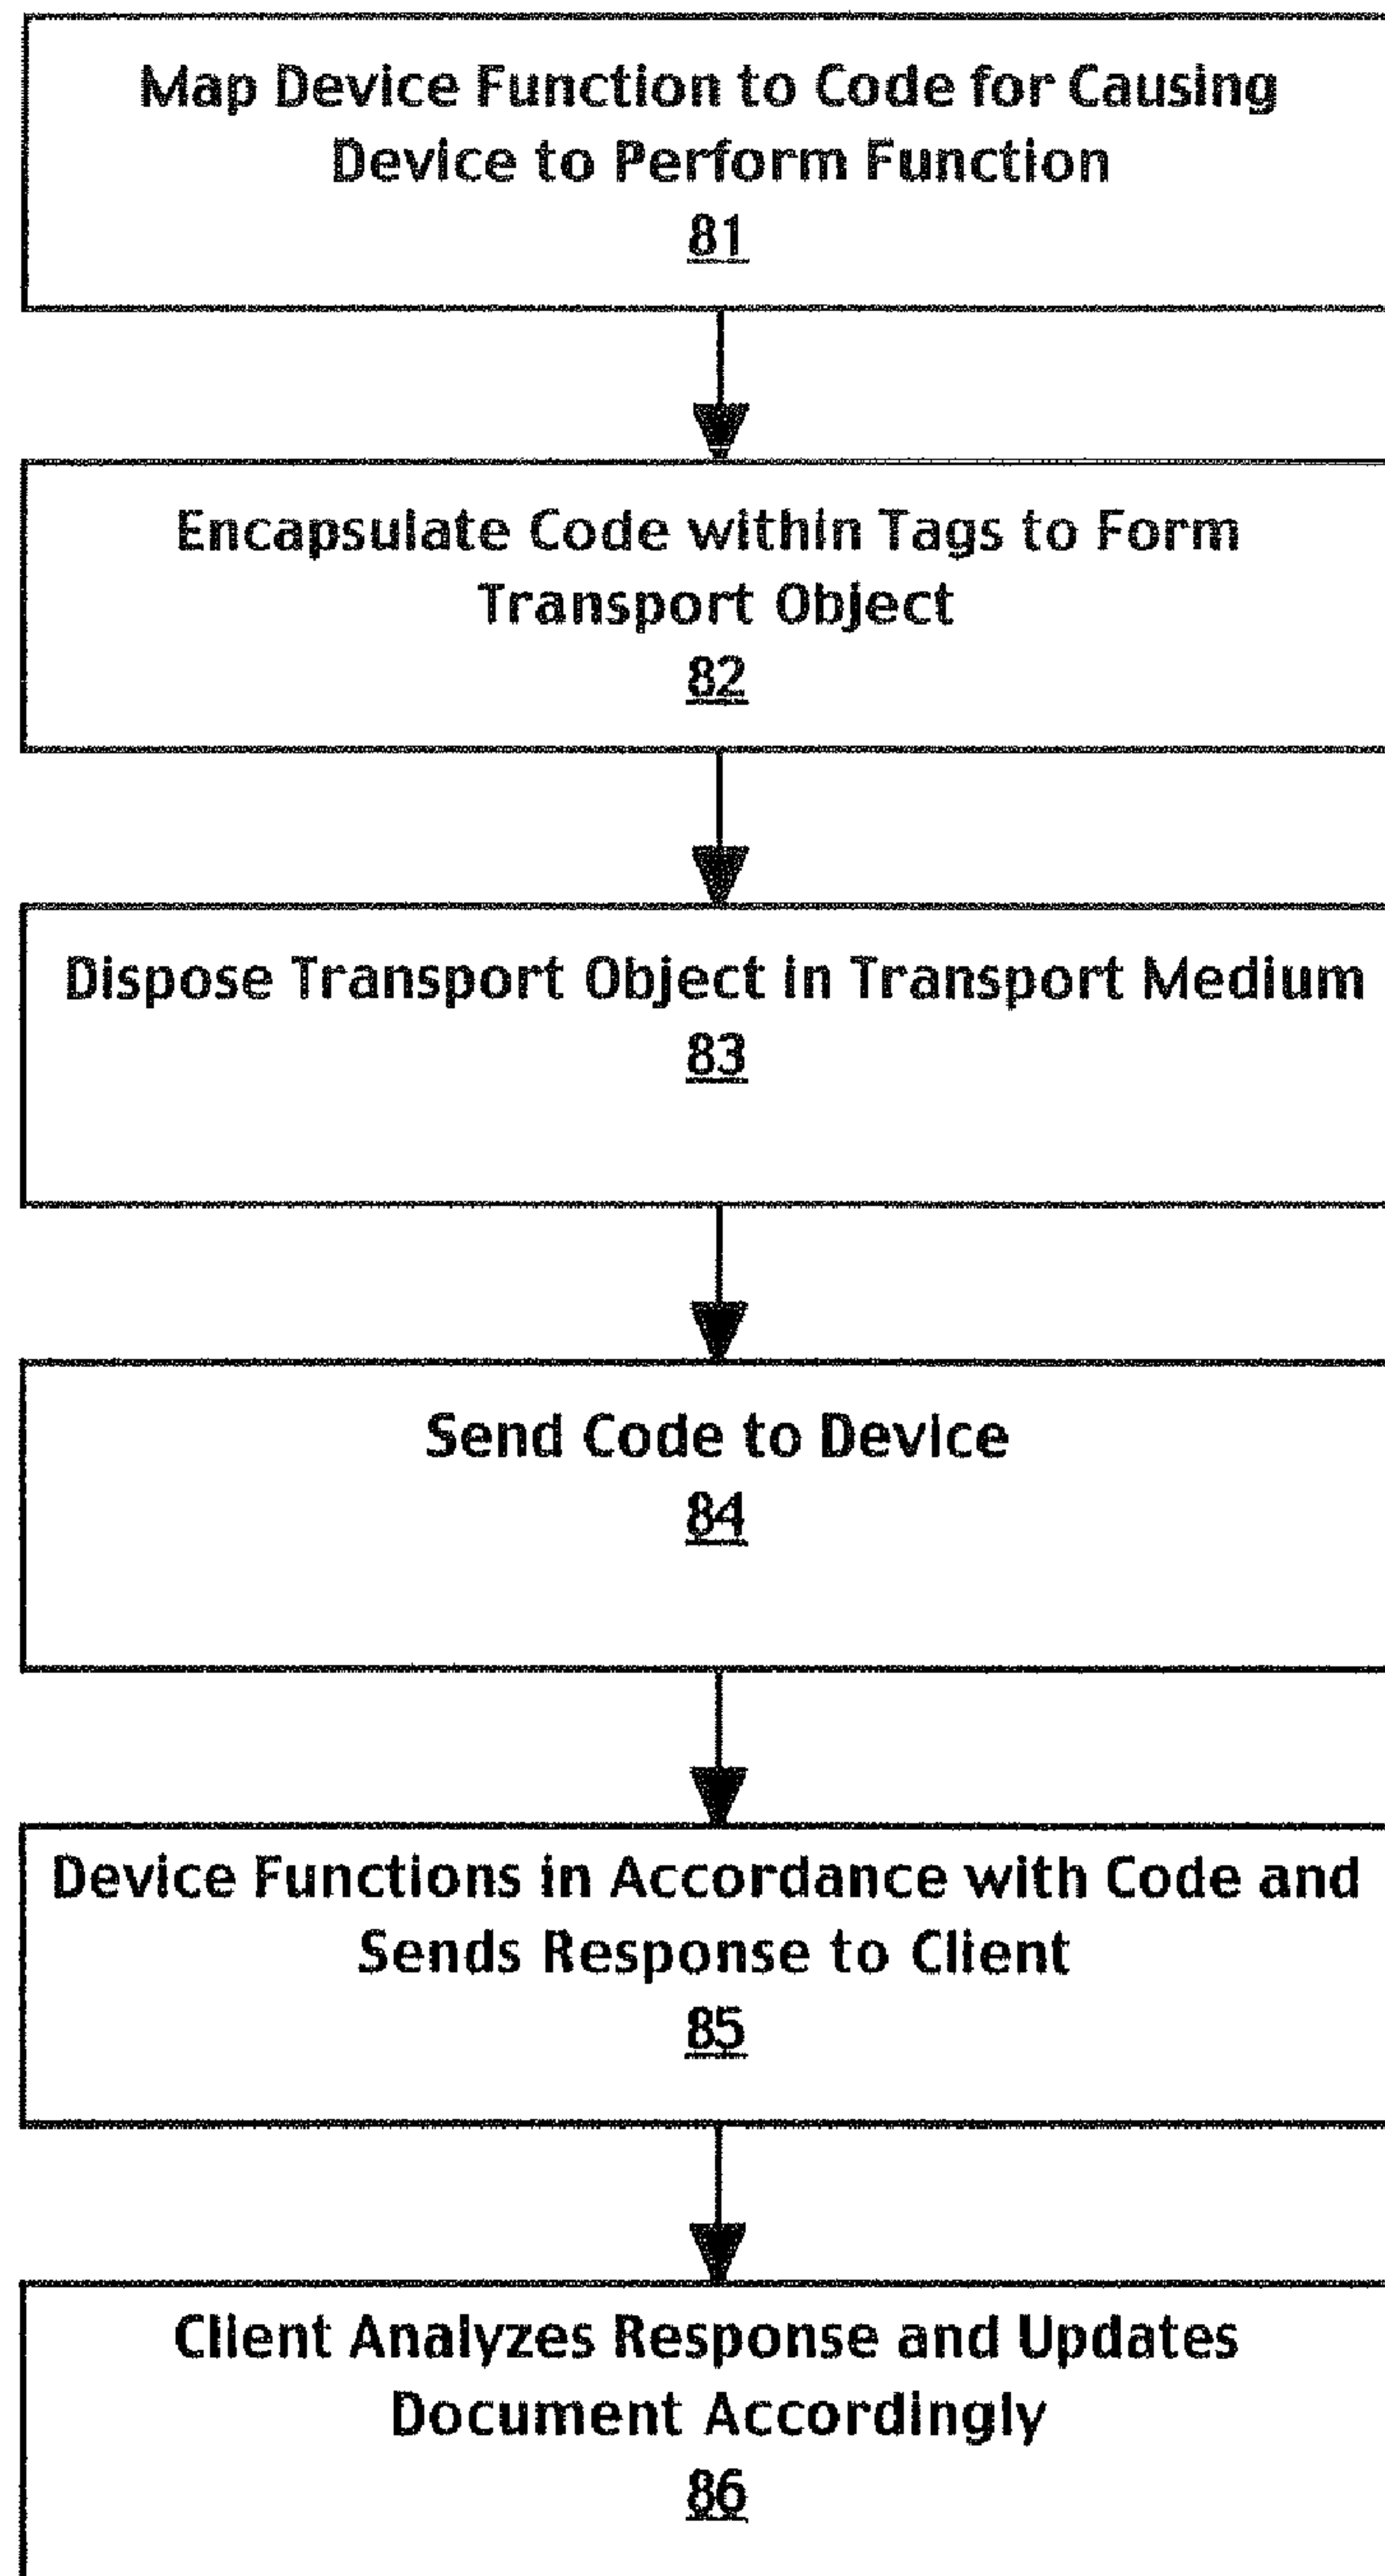 Map Device Function to Code for Causing
Device to Perform Function
81
Encapsulate Code within Tags to Form
Transport Object
82
Dispose Transport Object in Transport Medium
83
Send Code to Device
84
Device Functions in Accordance with Code and
Sends Response to Client
85
Client Analyzes Response and Updates
Document Accordingly
86